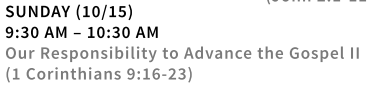 SUNDAY (10/15)
9:30 AM – 10:30 AM
Our Responsibility to Advance the Gospel II
(1 Corinthians 9:16-23)